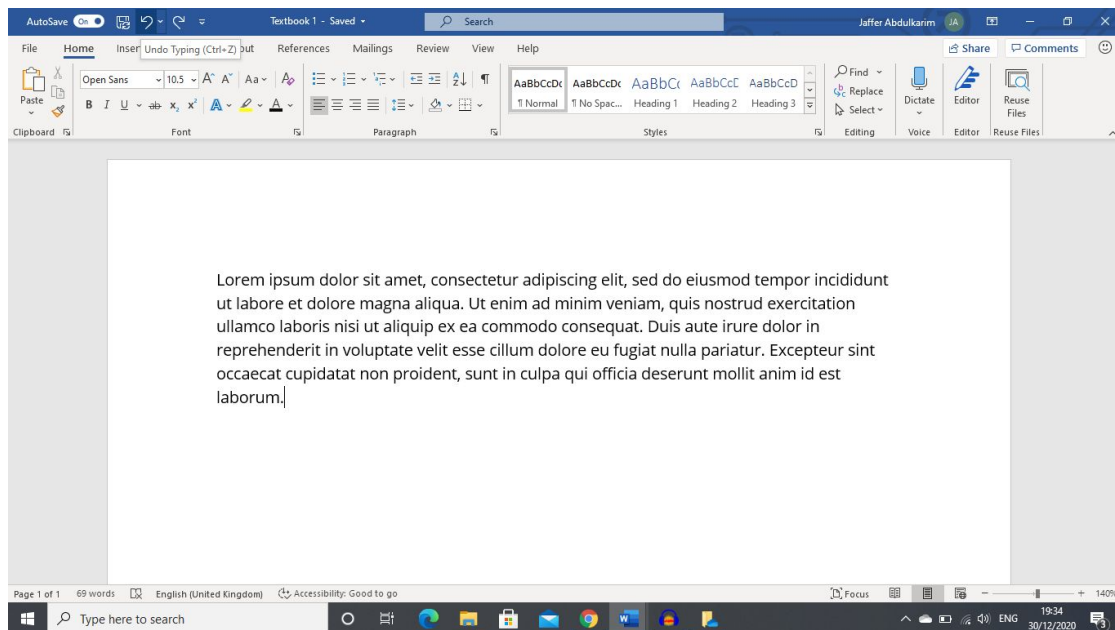 AutoSave On Textbook 1 - Saved Search Jaffer Abdulkarim JA
File Home Inser Undo Typing (Ctrl+Z) out References Mailings Review View Help Share Comments
Paste Open Sans 10.5 A^ A˅ Aa A
B I U ab x₂ x² A A
AaBbCcDc AaBbCcDc AaBbCc AaBbCcE AaBbCcD
¶ Normal ¶ No Spac... Heading 1 Heading 2 Heading 3
Find
Replace
Select
Dictate
Editor
Reuse
Files
Clipboard Font Paragraph Styles Editing Voice Editor Reuse Files
Lorem ipsum dolor sit amet, consectetur adipiscing elit, sed do eiusmod tempor incididunt
ut labore et dolore magna aliqua. Ut enim ad minim veniam, quis nostrud exercitation
ullamco laboris nisi ut aliquip ex ea commodo consequat. Duis aute irure dolor in
reprehenderit in voluptate velit esse cillum dolore eu fugiat nulla pariatur. Excepteur sint
occaecat cupidatat non proident, sunt in culpa qui officia deserunt mollit anim id est
laborum.
Page 1 of 1 69 words English (United Kingdom) Accessibility: Good to go Focus 140%
Type here to search ENG 19:34
30/12/2020 3